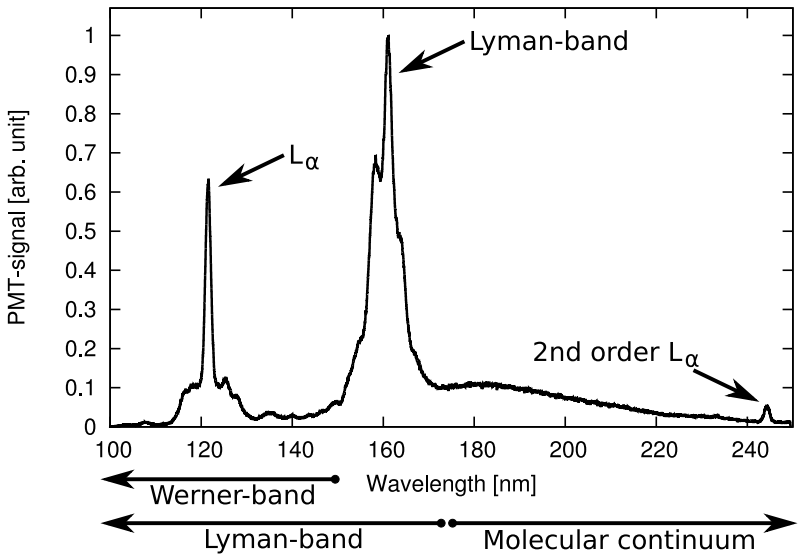 Lyman-band
Lα
2nd order Lα
PMT-signal [arb. unit]
1
0.9
0.8
0.7
0.6
0.5
0.4
0.3
0.2
0.1
0
100
120
140
160
180
200
220
240
Wavelength [nm]
Werner-band
Lyman-band
Molecular continuum